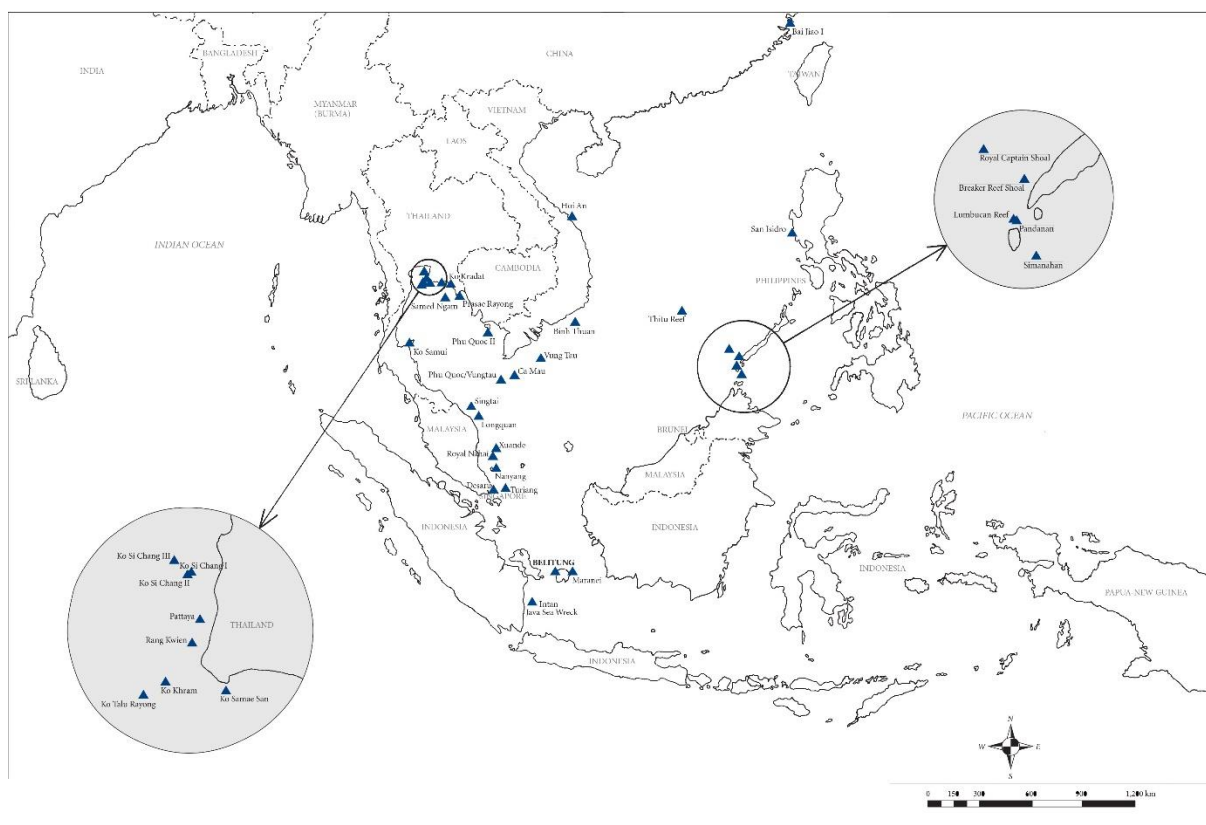 Bai Jiao I
CHINA
BANGLADESH
INDIA
TAIWAN
MYANMAR
(BURMA)
VIETNAM
LAOS
Royal Captain Shoal
Breaker Reef Shoal
Hoi An
THAILAND
Lumbucan Reef
Pandanan
San Isidro
INDIAN OCEAN
Simanahan
CAMBODIA
Ko Kradat
PHILIPPINES
Samed Ngam
Prasae Rayong
Thitu Reef
Binh Thuan
Phu Quoc II
Ko Samui
Vung Tau
SRI LANKA
Phu Quoc/Vungtau
Ca Mau
Singtai
PACIFIC OCEAN
Longquan
MALAYSIA
BRUNEI
Xuande
Royal Nanhai
Nanyang
MALAYSIA
Desaru
Turiang
SINGAPORE
INDONESIA
INDONESIA
Ko Si Chang III
Ko Si Chang I
Ko Si Chang II
BELITUNG
Maranei
INDONESIA
PAPUA-NEW GUINEA
Intan
Java Sea Wreck
Pattaya
THAILAND
Rang Kwien
INDONESIA
Ko Khram
Ko Talu Rayong
Ko Samae San
N
W
E
S
0 150 300 600 900 1,200 km